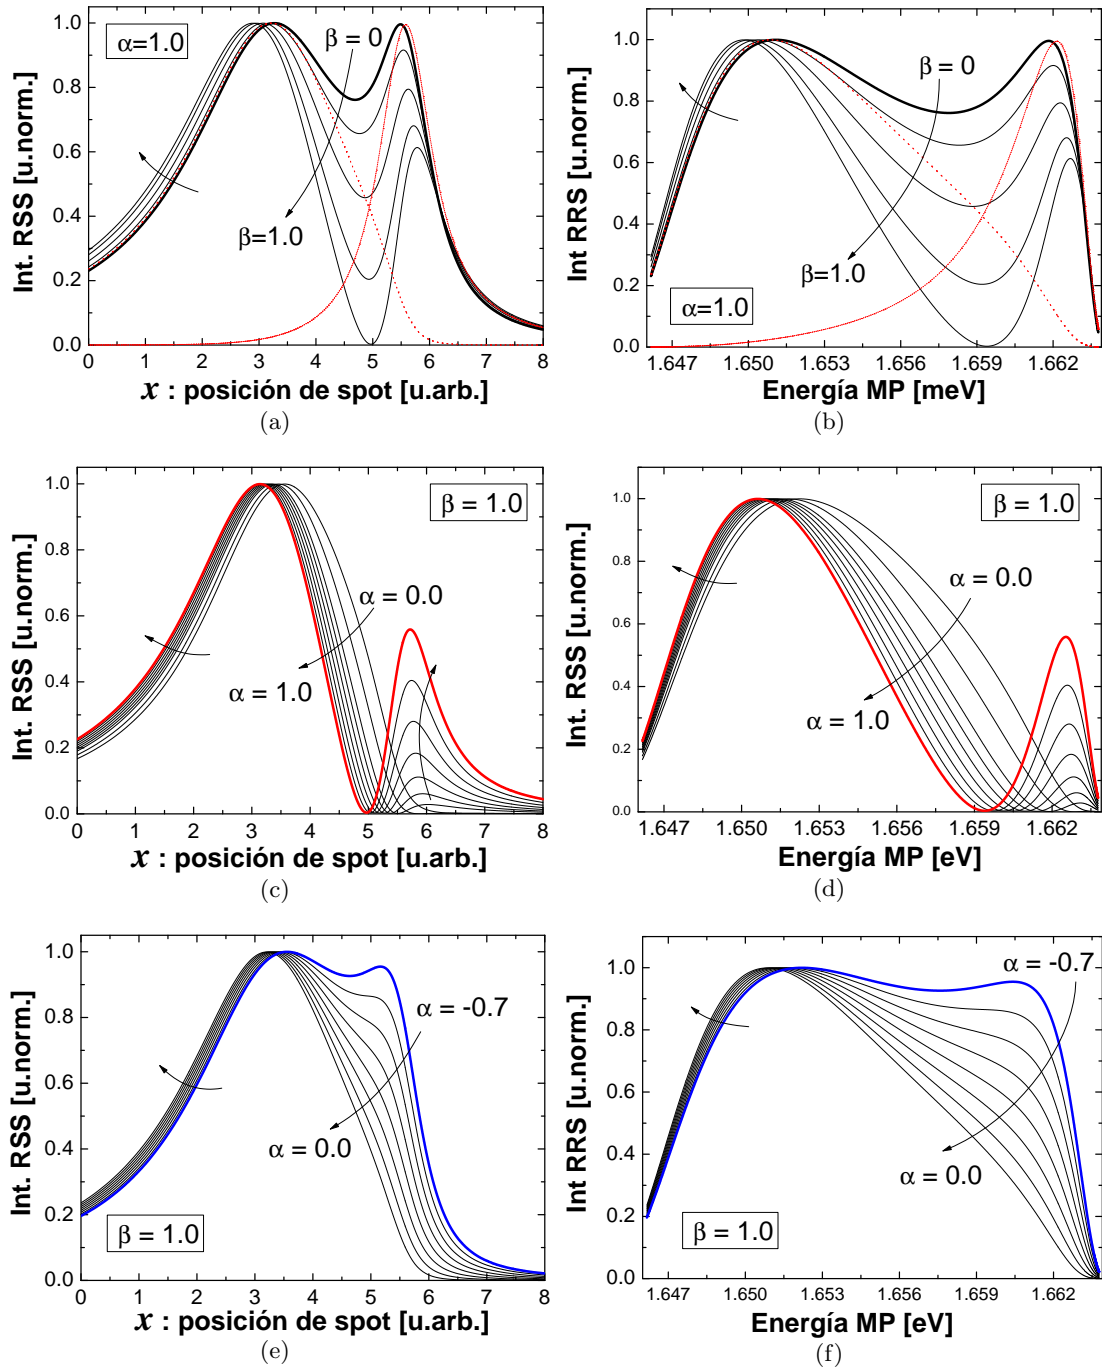 α=1.0
β = 0
β=1.0
Int. RSS [u.norm.]
1.0
0.8
0.6
0.4
0.2
0.0
0 1 2 3 4 5 6 7 8
x : posición de spot [u.arb.]
(a)
β = 0
β=1.0
α=1.0
Int RRS [u.norm.]
1.0
0.8
0.6
0.4
0.2
0.0
1.647 1.650 1.653 1.656 1.659 1.662
Energía MP [meV]
(b)
β = 1.0
α = 0.0
α = 1.0
Int. RSS [u.norm.]
1.0
0.8
0.6
0.4
0.2
0.0
0 1 2 3 4 5 6 7 8
x : posición de spot [u.arb.]
(c)
β = 1.0
α = 0.0
α = 1.0
Int. RSS [u.norm.]
1.0
0.8
0.6
0.4
0.2
0.0
1.647 1.650 1.653 1.656 1.659 1.662
Energía MP [eV]
(d)
α = -0.7
α = 0.0
β = 1.0
Int. RSS [u.norm.]
1.0
0.8
0.6
0.4
0.2
0.0
0 1 2 3 4 5 6 7 8
x : posición de spot [u.arb.]
(e)
α = -0.7
α = 0.0
β = 1.0
Int RRS [u.norm.]
1.0
0.8
0.6
0.4
0.2
0.0
1.647 1.650 1.653 1.656 1.659 1.662
Energía MP [eV]
(f)